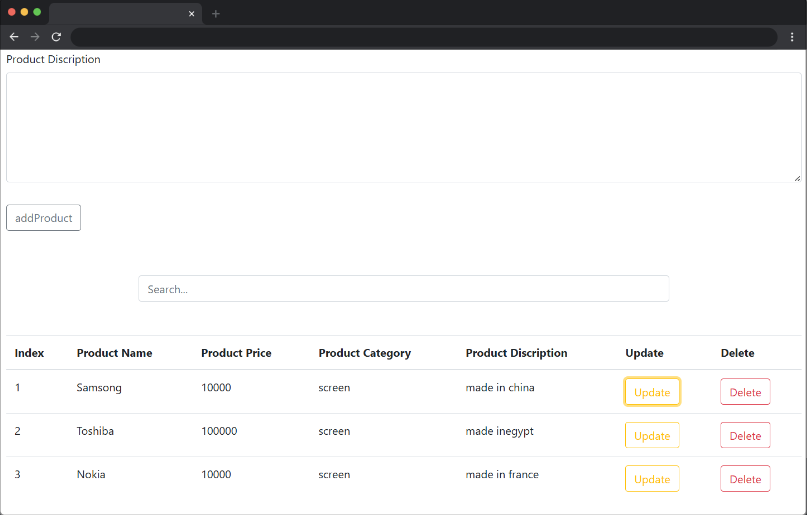 Product Discription
addProduct
Search...
Index Product Name Product Price Product Category Product Discription Update Delete
1 Samsong 10000 screen made in china Update Delete
2 Toshiba 100000 screen made inegypt Update Delete
3 Nokia 10000 screen made in france Update Delete